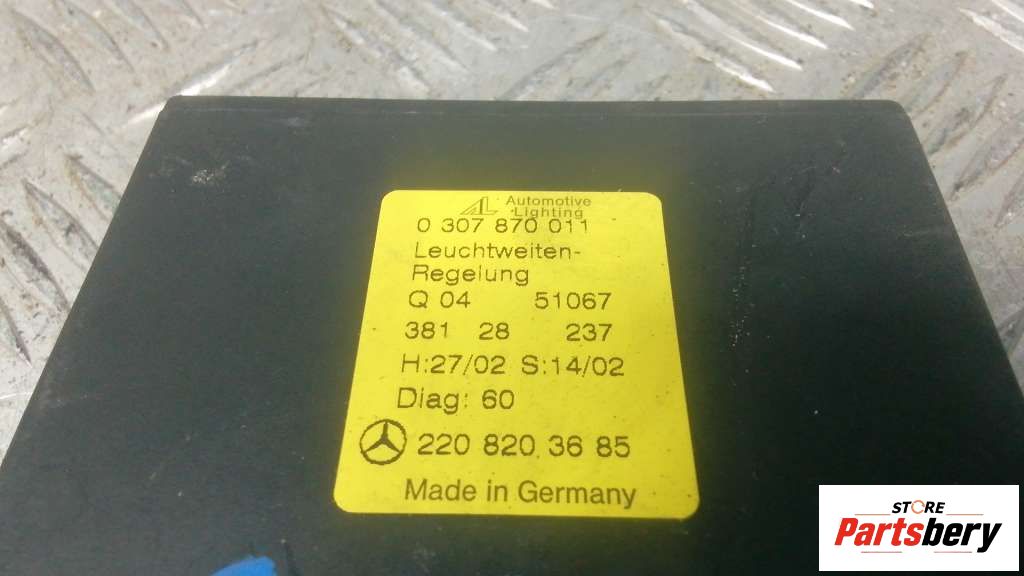 AL Automotive
Lighting
0 307 870 011
Leuchtweiten-
Regelung
Q 04 51067
381 28 237
H:27/02 S:14/02
Diag: 60
220 820 36 85
Made in Germany
STORE
Partsbery